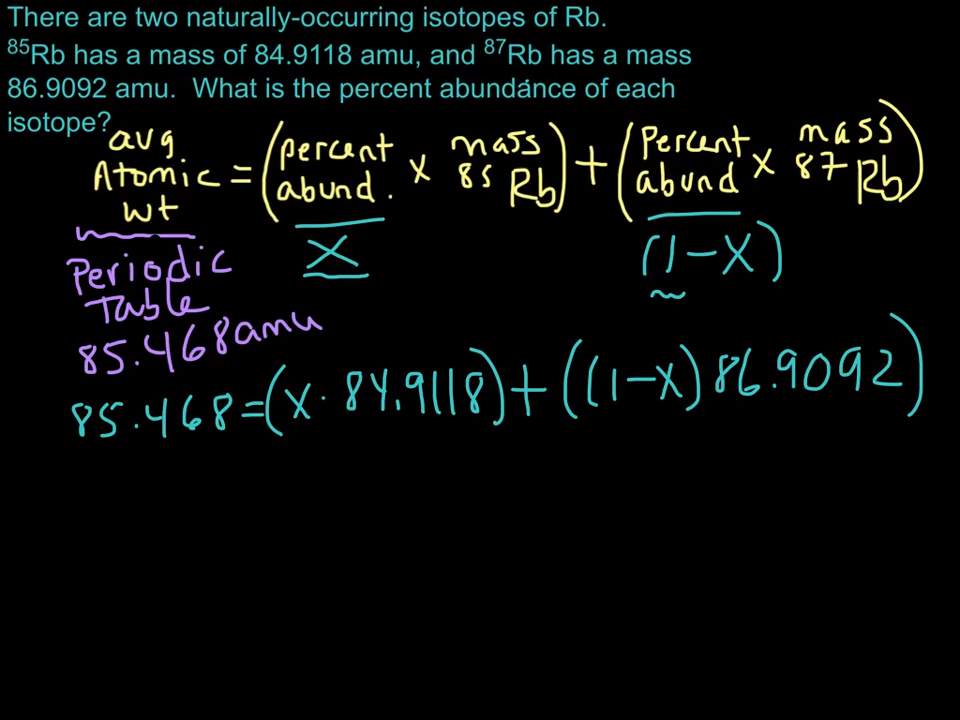 There are two naturally-occurring isotopes of Rb.
⁸⁵Rb has a mass of 84.9118 amu, and ⁸⁷Rb has a mass
86.9092 amu. What is the percent abundance of each
isotope?
avg Atomic wt = (percent abund. x mass 85 Rb) + (Percent abund x mass 87 Rb)
x (1-x)
Periodic
Table
85.468amu
85.468=(x·84.9118)+((1-x)86.9092)